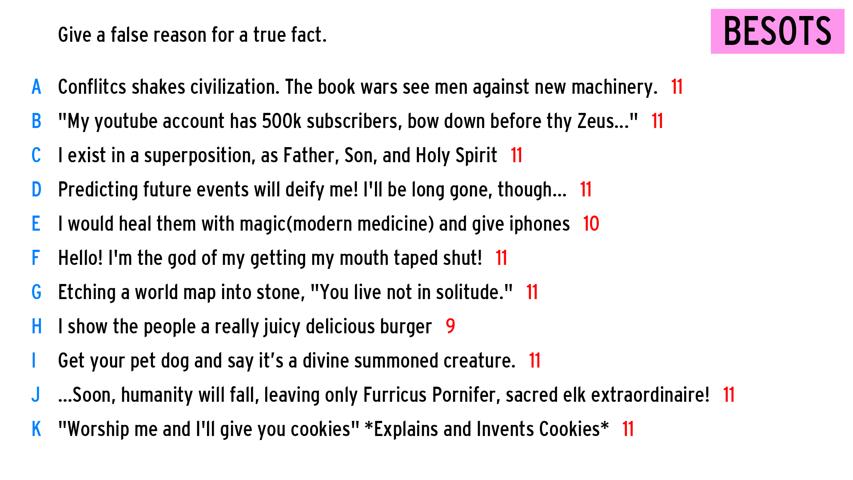 Give a false reason for a true fact.
BESOTS
A Conflitcs shakes civilization. The book wars see men against new machinery. 11
B "My youtube account has 500k subscribers, bow down before thy Zeus..." 11
C I exist in a superposition, as Father, Son, and Holy Spirit 11
D Predicting future events will deify me! I'll be long gone, though... 11
E I would heal them with magic(modern medicine) and give iphones 10
F Hello! I'm the god of my getting my mouth taped shut! 11
G Etching a world map into stone, "You live not in solitude." 11
H I show the people a really juicy delicious burger 9
I Get your pet dog and say it's a divine summoned creature. 11
J ...Soon, humanity will fall, leaving only Furricus Pornifer, sacred elk extraordinaire! 11
K "Worship me and I'll give you cookies" *Explains and Invents Cookies* 11